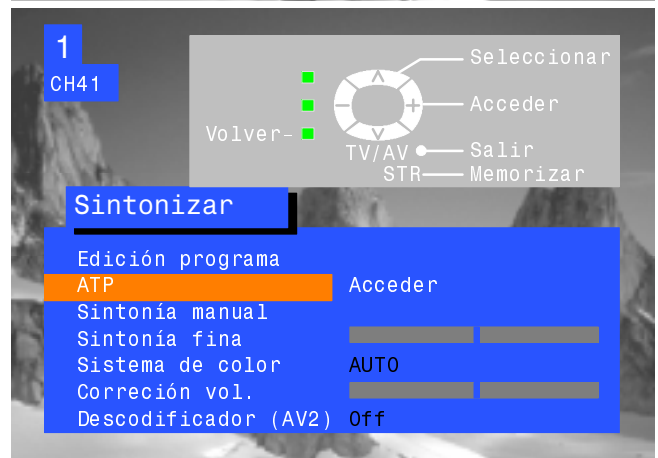 1
CH41
Seleccionar
Acceder
Volver
TV/AV Salir
STR Memorizar
Sintonizar
Edición programa
ATP Acceder
Sintonía manual
Sintonía fina
Sistema de color AUTO
Correción vol.
Descodificador (AV2) Off